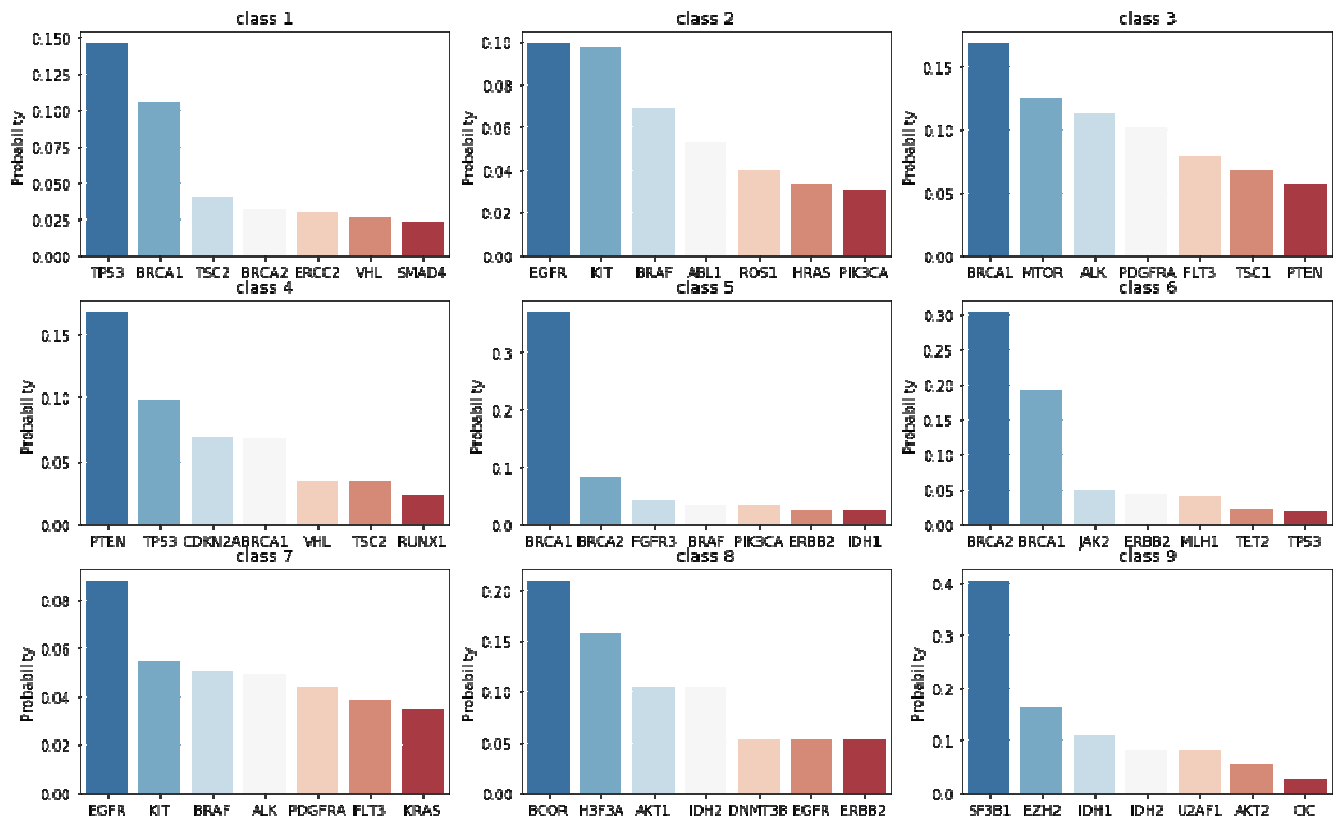 class 1
Probability
0.150
0.125
0.100
0.075
0.050
0.025
0.000
TP53 BRCA1 TSC2 BRCA2 ERCC2 VHL SMAD4
class 2
Probability
0.10
0.08
0.06
0.04
0.02
0.00
EGFR KIT BRAF ABL1 ROS1 HRAS PIK3CA
class 3
Probability
0.15
0.10
0.05
0.00
BRCA1 MTOR ALK PDGFRA FLT3 TSC1 PTEN
class 4
Probability
0.15
0.10
0.05
0.00
PTEN TP53 CDKN2A BRCA1 VHL TSC2 RUNX1
class 5
Probability
0.3
0.2
0.1
0.0
BRCA1 BRCA2 FGFR3 BRAF PIK3CA ERBB2 IDH1
class 6
Probability
0.30
0.25
0.20
0.15
0.10
0.05
0.00
BRCA2 BRCA1 JAK2 ERBB2 MLH1 TET2 TP53
class 7
Probability
0.08
0.06
0.04
0.02
0.00
EGFR KIT BRAF ALK PDGFRA FLT3 KRAS
class 8
Probability
0.20
0.15
0.10
0.05
0.00
BCOR H3F3A AKT1 IDH2 DNMT3B EGFR ERBB2
class 9
Probability
0.4
0.3
0.2
0.1
0.0
SF3B1 EZH2 IDH1 IDH2 U2AF1 AKT2 CIC